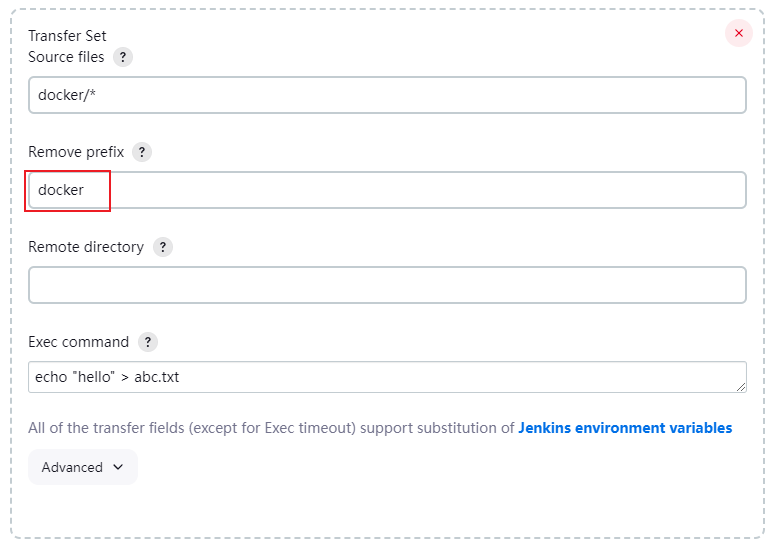 Transfer Set
Source files ?
docker/*
Remove prefix ?
docker
Remote directory ?
Exec command ?
echo "hello" > abc.txt
All of the transfer fields (except for Exec timeout) support substitution of Jenkins environment variables
Advanced